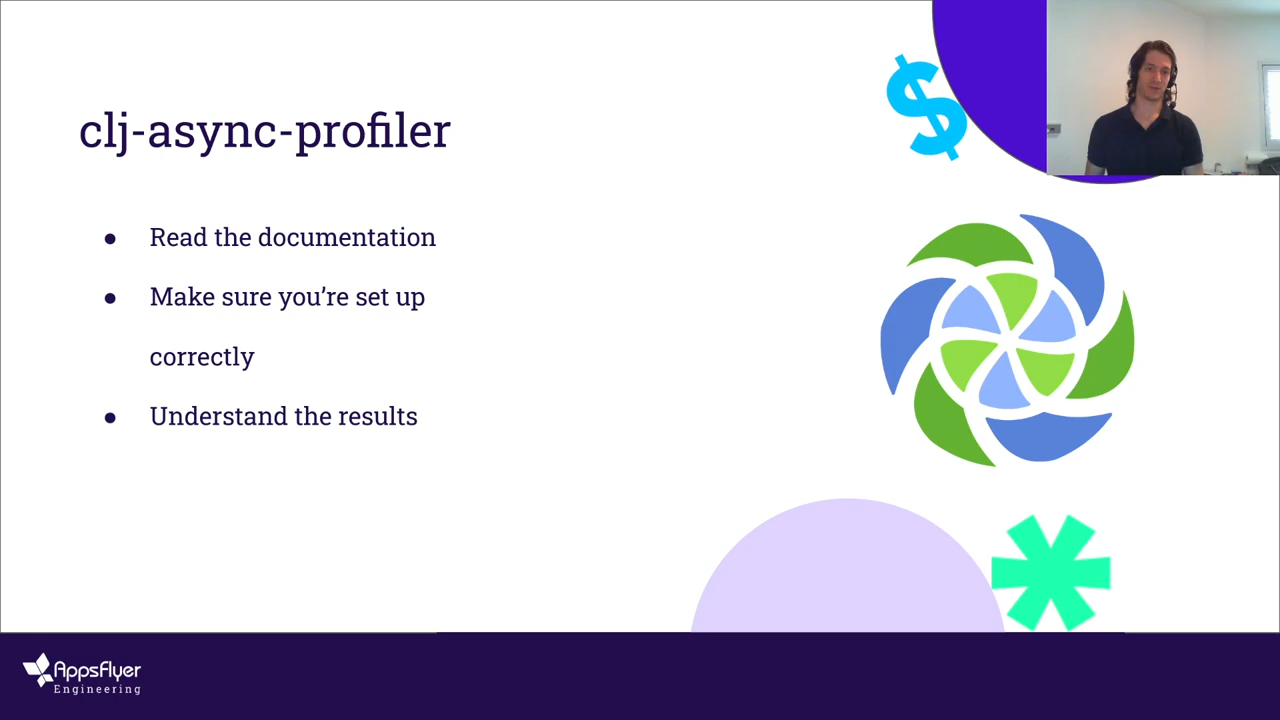 clj-async-profiler
● Read the documentation
● Make sure you’re set up
correctly
● Understand the results
AppsFlyer
Engineering